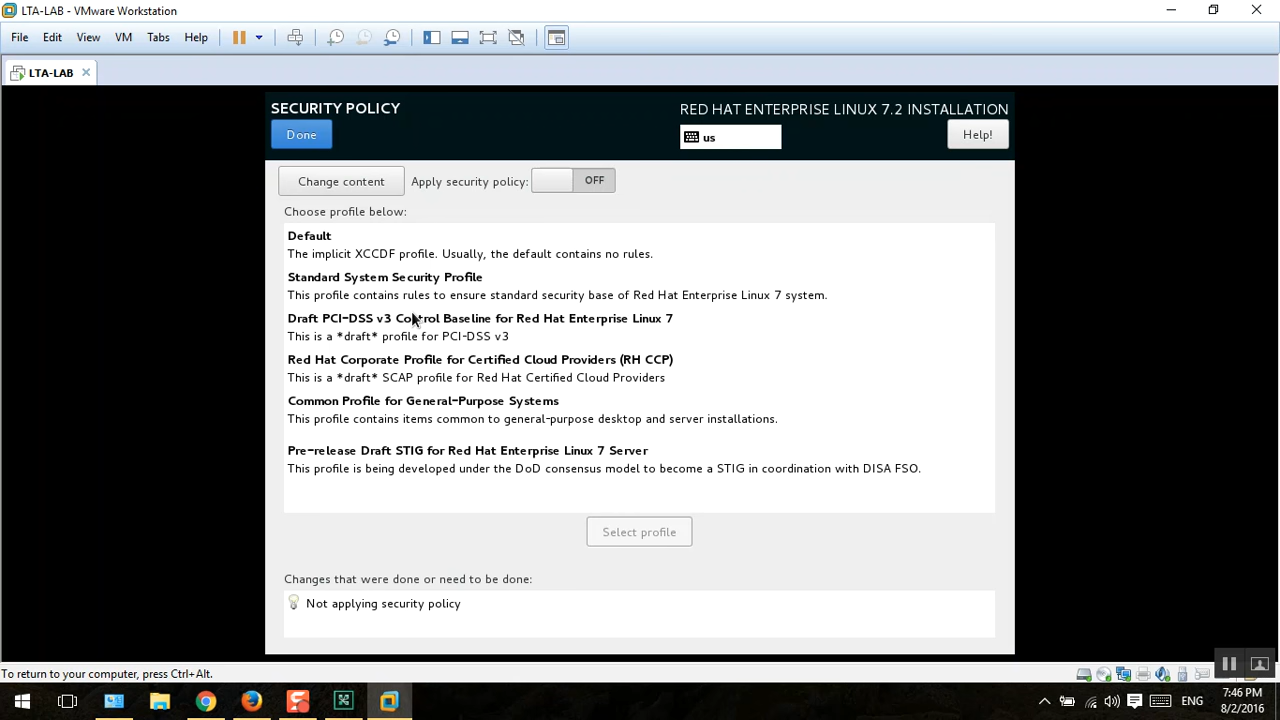 LTA-LAB - VMware Workstation
File Edit View VM Tabs Help
LTA-LAB
SECURITY POLICY
RED HAT ENTERPRISE LINUX 7.2 INSTALLATION
Done
us
Help!
Change content
Apply security policy:
OFF
Choose profile below:
Default
The implicit XCCDF profile. Usually, the default contains no rules.
Standard System Security Profile
This profile contains rules to ensure standard security base of Red Hat Enterprise Linux 7 system.
Draft PCI-DSS v3 Control Baseline for Red Hat Enterprise Linux 7
This is a *draft* profile for PCI-DSS v3
Red Hat Corporate Profile for Certified Cloud Providers (RH CCP)
This is a *draft* SCAP profile for Red Hat Certified Cloud Providers
Common Profile for General-Purpose Systems
This profile contains items common to general-purpose desktop and server installations.
Pre-release Draft STIG for Red Hat Enterprise Linux 7 Server
This profile is being developed under the DoD consensus model to become a STIG in coordination with DISA FSO.
Select profile
Changes that were done or need to be done:
Not applying security policy
To return to your computer, press Ctrl+Alt.
ENG
7:46 PM
8/2/2016